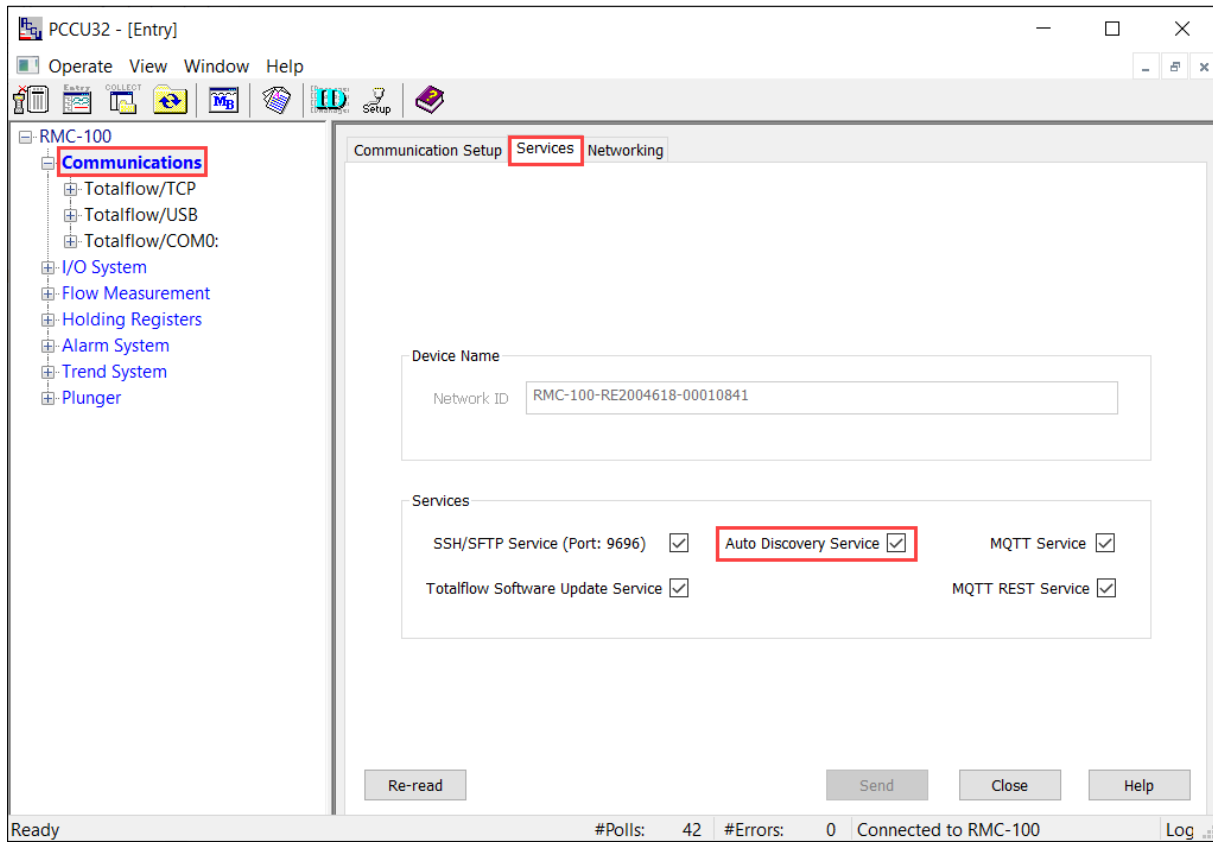 PCCU32 - [Entry]
Operate View Window Help
Entry COLLECT MB ID Setup
RMC-100
Communications
Totalflow/TCP
Totalflow/USB
Totalflow/COM0:
I/O System
Flow Measurement
Holding Registers
Alarm System
Trend System
Plunger
Communication Setup Services Networking
Device Name
Network ID RMC-100-RE2004618-00010841
Services
SSH/SFTP Service (Port: 9696) Auto Discovery Service MQTT Service
Totalflow Software Update Service MQTT REST Service
Re-read Send Close Help
Ready #Polls: 42 #Errors: 0 Connected to RMC-100 Log